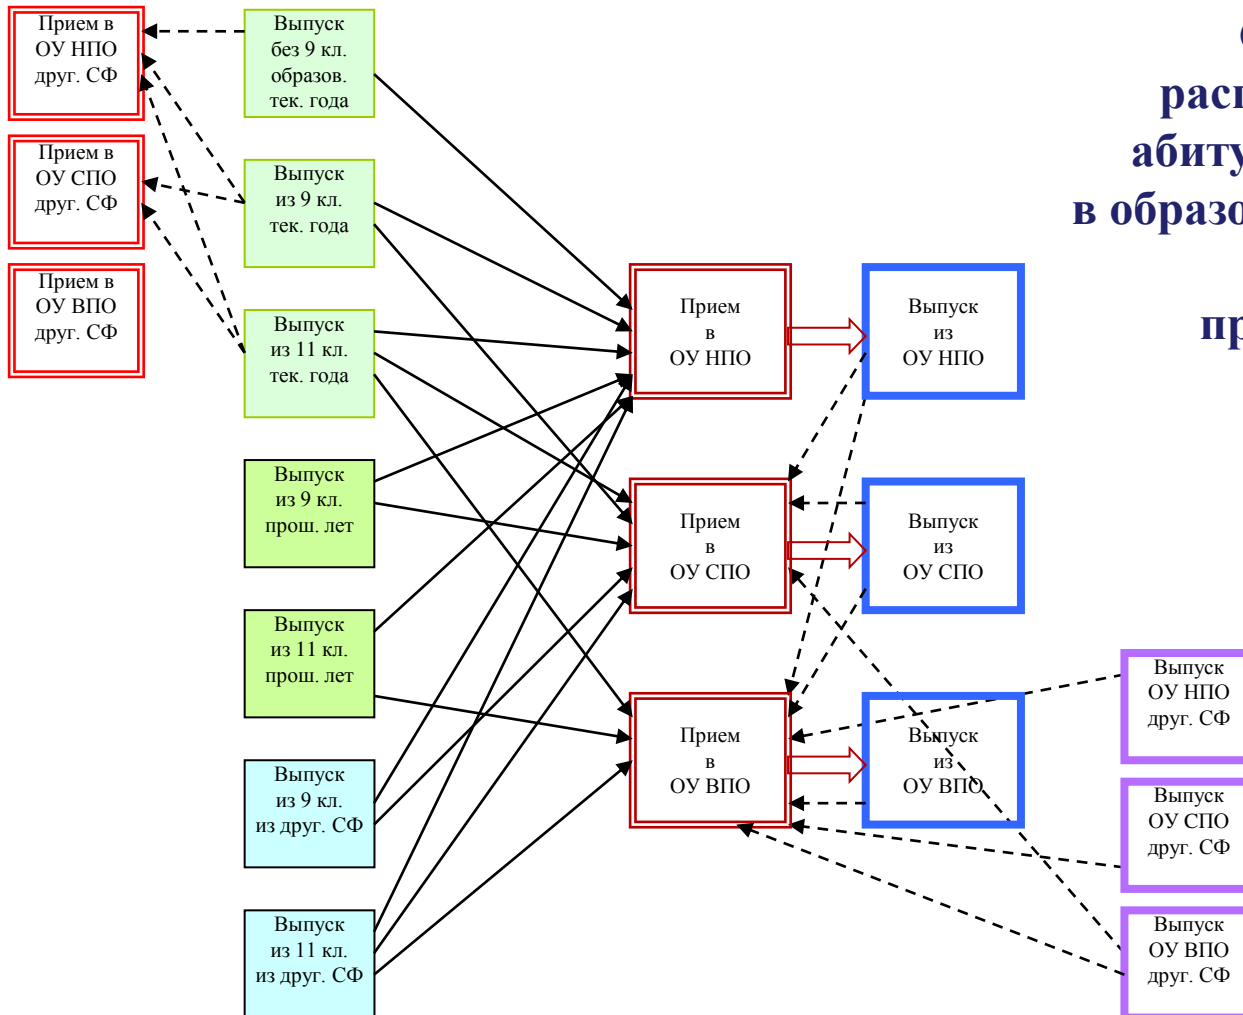 Прием в
ОУ НПО
друг. СФ
Прием в
ОУ СПО
друг. СФ
Прием в
ОУ ВПО
друг. СФ
Выпуск
без 9 кл.
образов.
тек. года
Выпуск
из 9 кл.
тек. года
Выпуск
из 11 кл.
тек. года
Выпуск
из 9 кл.
прош. лет
Выпуск
из 11 кл.
прош. лет
Выпуск
из 9 кл.
из друг. СФ
Выпуск
из 11 кл.
из друг. СФ
Прием
в
ОУ НПО
Прием
в
ОУ СПО
Прием
в
ОУ ВПО
Выпуск
из
ОУ НПО
Выпуск
из
ОУ СПО
Выпуск
из
ОУ ВПО
расп
абиту
в образо
пр
Выпуск
ОУ НПО
друг. СФ
Выпуск
ОУ СПО
друг. СФ
Выпуск
ОУ ВПО
друг. СФ